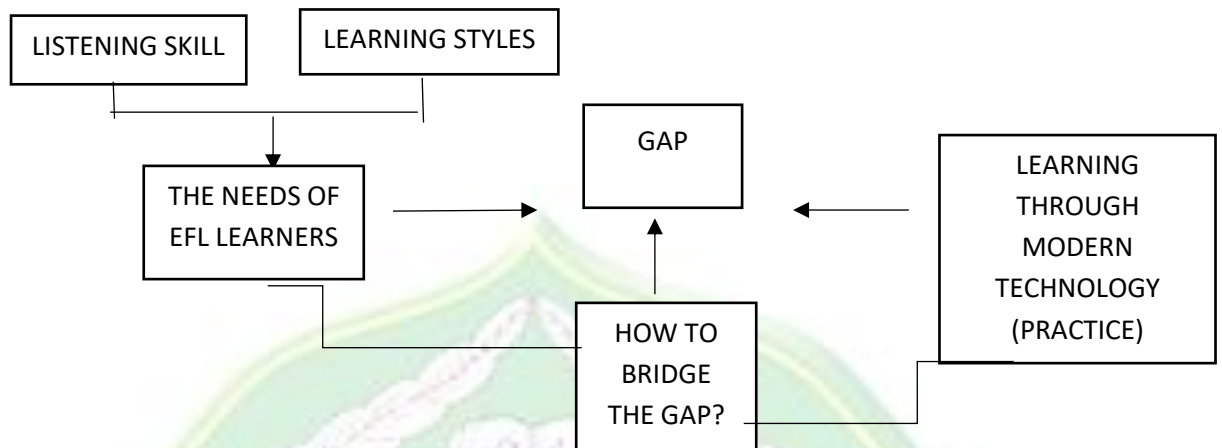 LISTENING SKILL
LEARNING STYLES
GAP
THE NEEDS OF
EFL LEARNERS
LEARNING
THROUGH
MODERN
TECHNOLOGY
(PRACTICE)
HOW TO
BRIDGE
THE GAP?